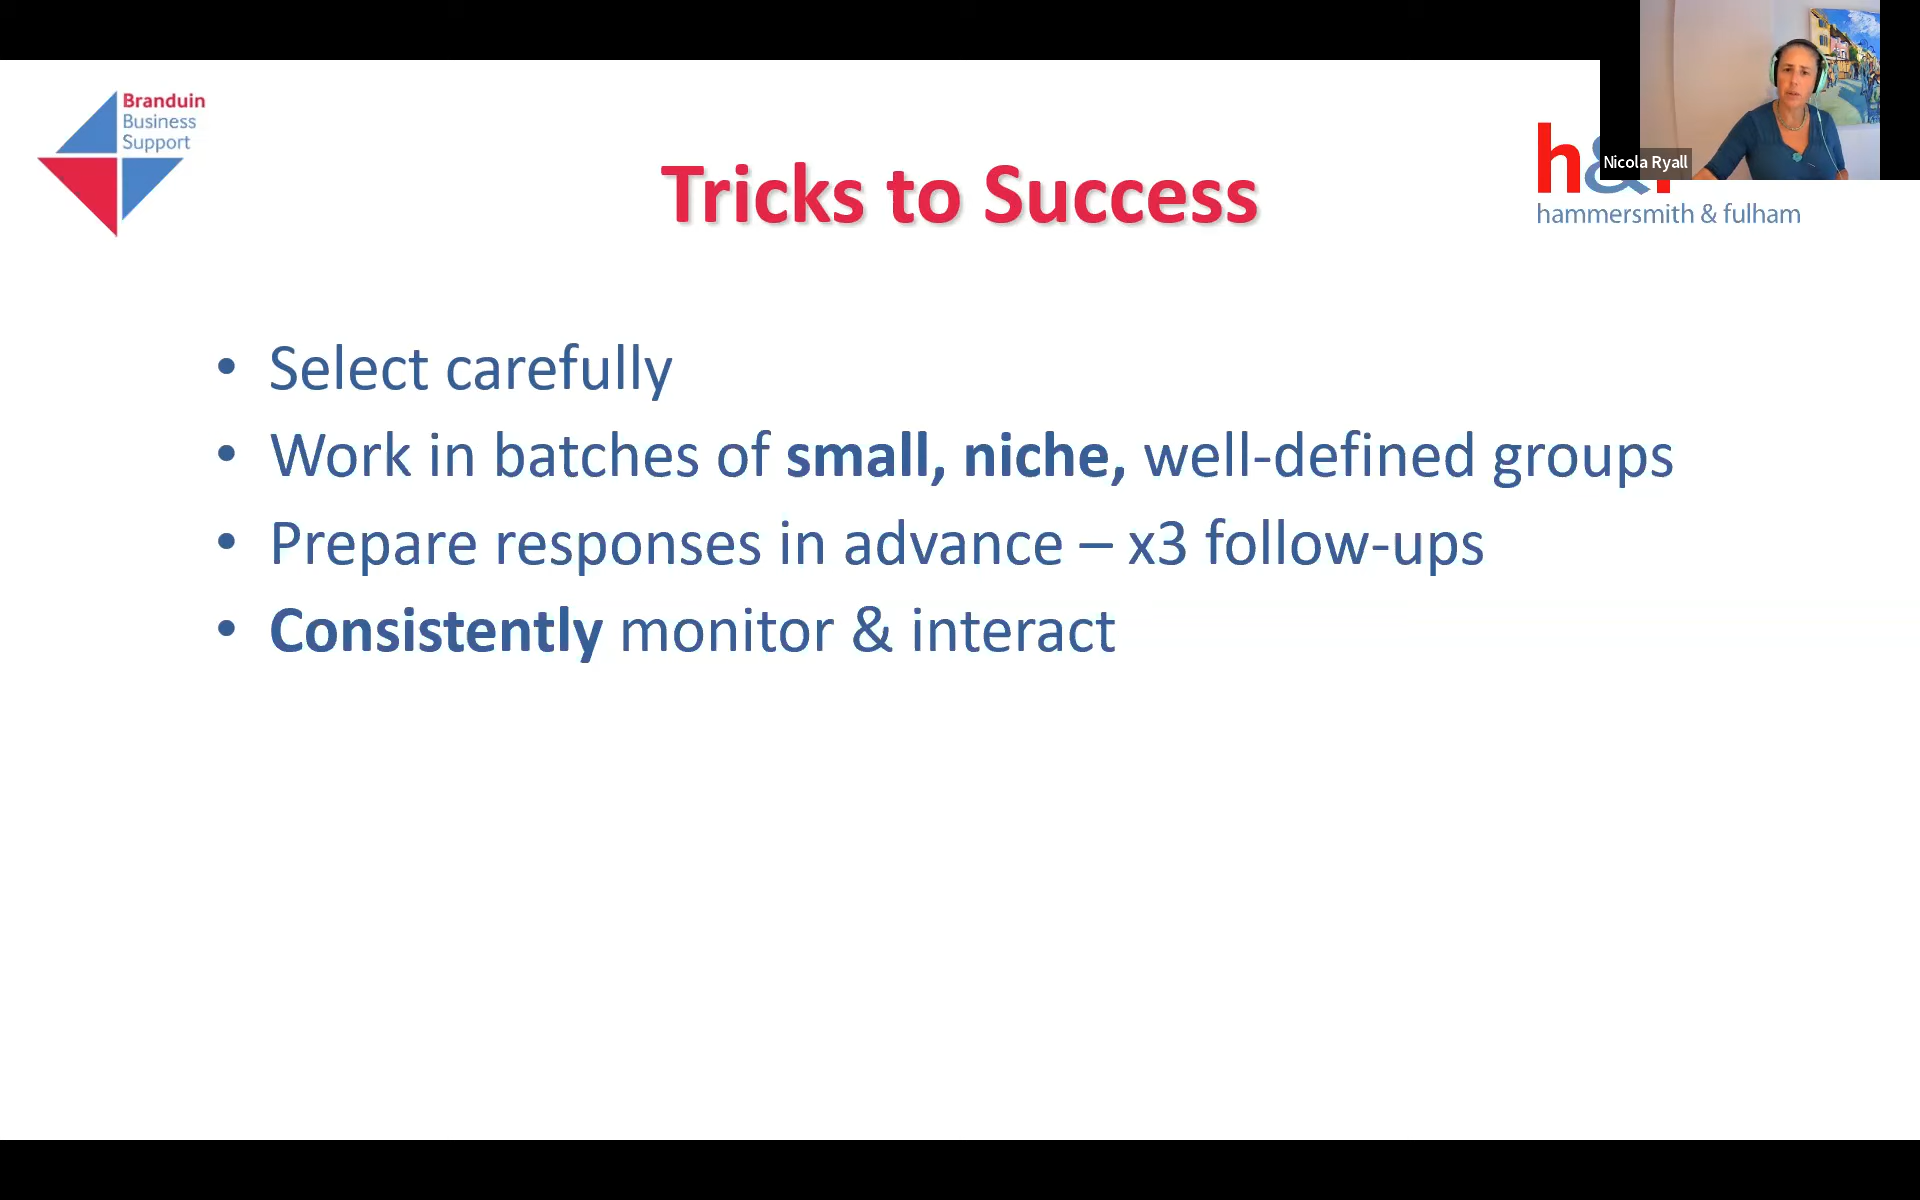 Branduin
Business
Support
Nicola Ryall
h&
hammersmith & fulham
Tricks to Success
• Select carefully
• Work in batches of small, niche, well-defined groups
• Prepare responses in advance – x3 follow-ups
• Consistently monitor & interact